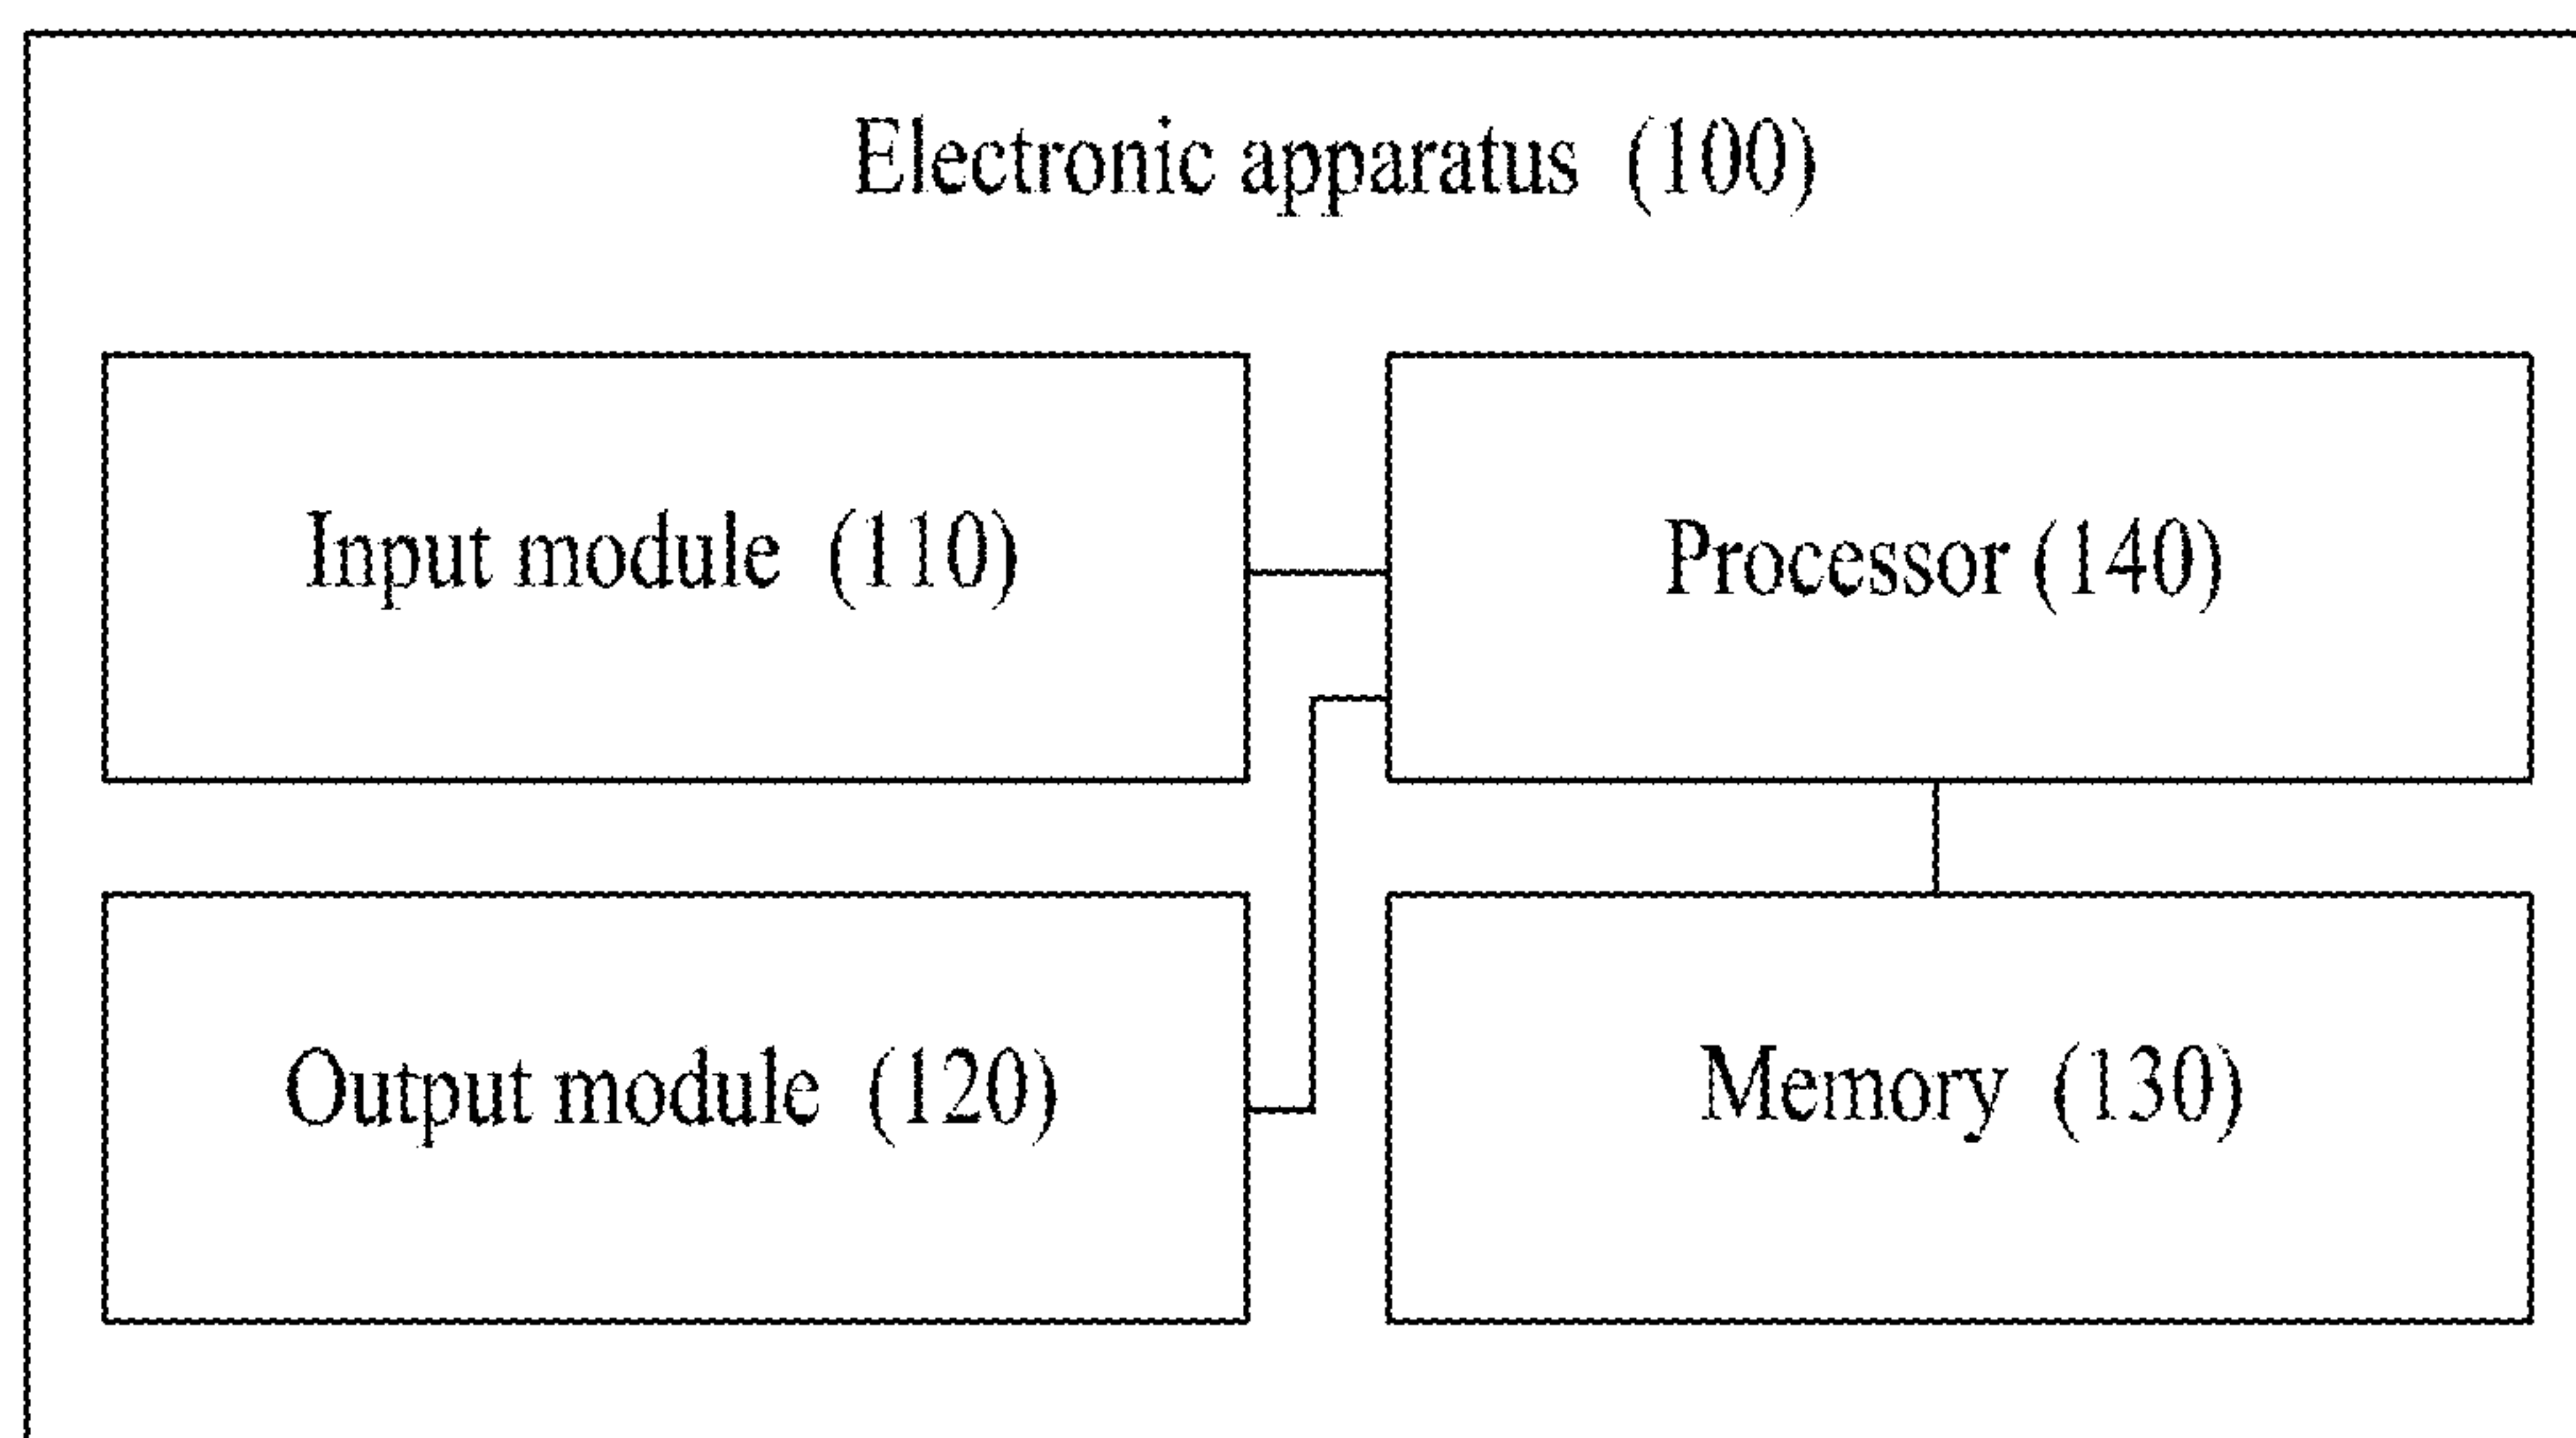 Electronic apparatus (100)
Input module (110)
Processor (140)
Output module (120)
Memory (130)